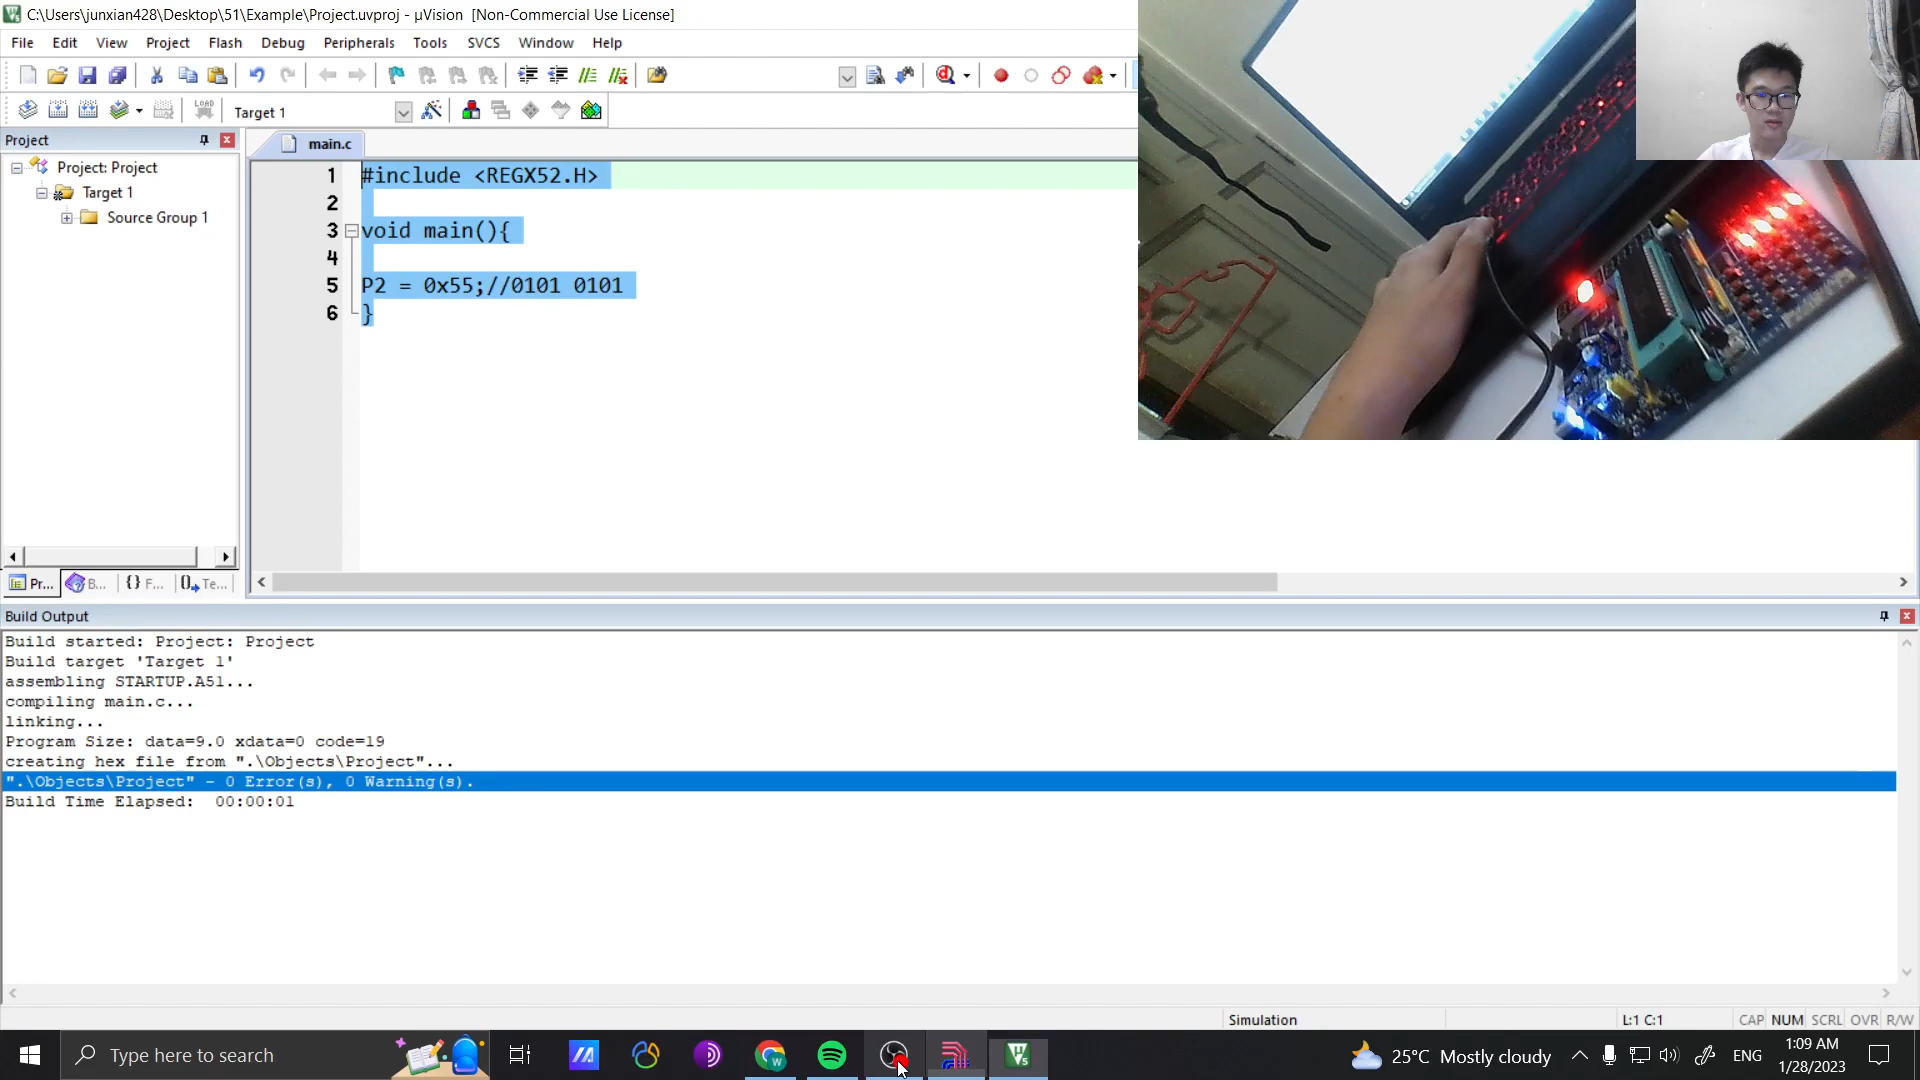 C:\Users\junxian428\Desktop\51\Example\Project.uvproj - µVision [Non-Commercial Use License]
File Edit View Project Flash Debug Peripherals Tools SVCS Window Help
LOAD
Target 1
Project
main.c
Project: Project
Target 1
Source Group 1
1 #include <REGX52.H>
2
3 void main(){
4
5 P2 = 0x55;//0101 0101
6 }
Pr... B... {} F... Te...
Build Output
Build started: Project: Project
Build target 'Target 1'
assembling STARTUP.A51...
compiling main.c...
linking...
Program Size: data=9.0 xdata=0 code=19
creating hex file from ".\Objects\Project"...
".\Objects\Project" - 0 Error(s), 0 Warning(s).
Build Time Elapsed:  00:00:01
Simulation L:1 C:1 CAP NUM SCRL OVR R/W
Type here to search
25°C Mostly cloudy
ENG
1:09 AM
1/28/2023